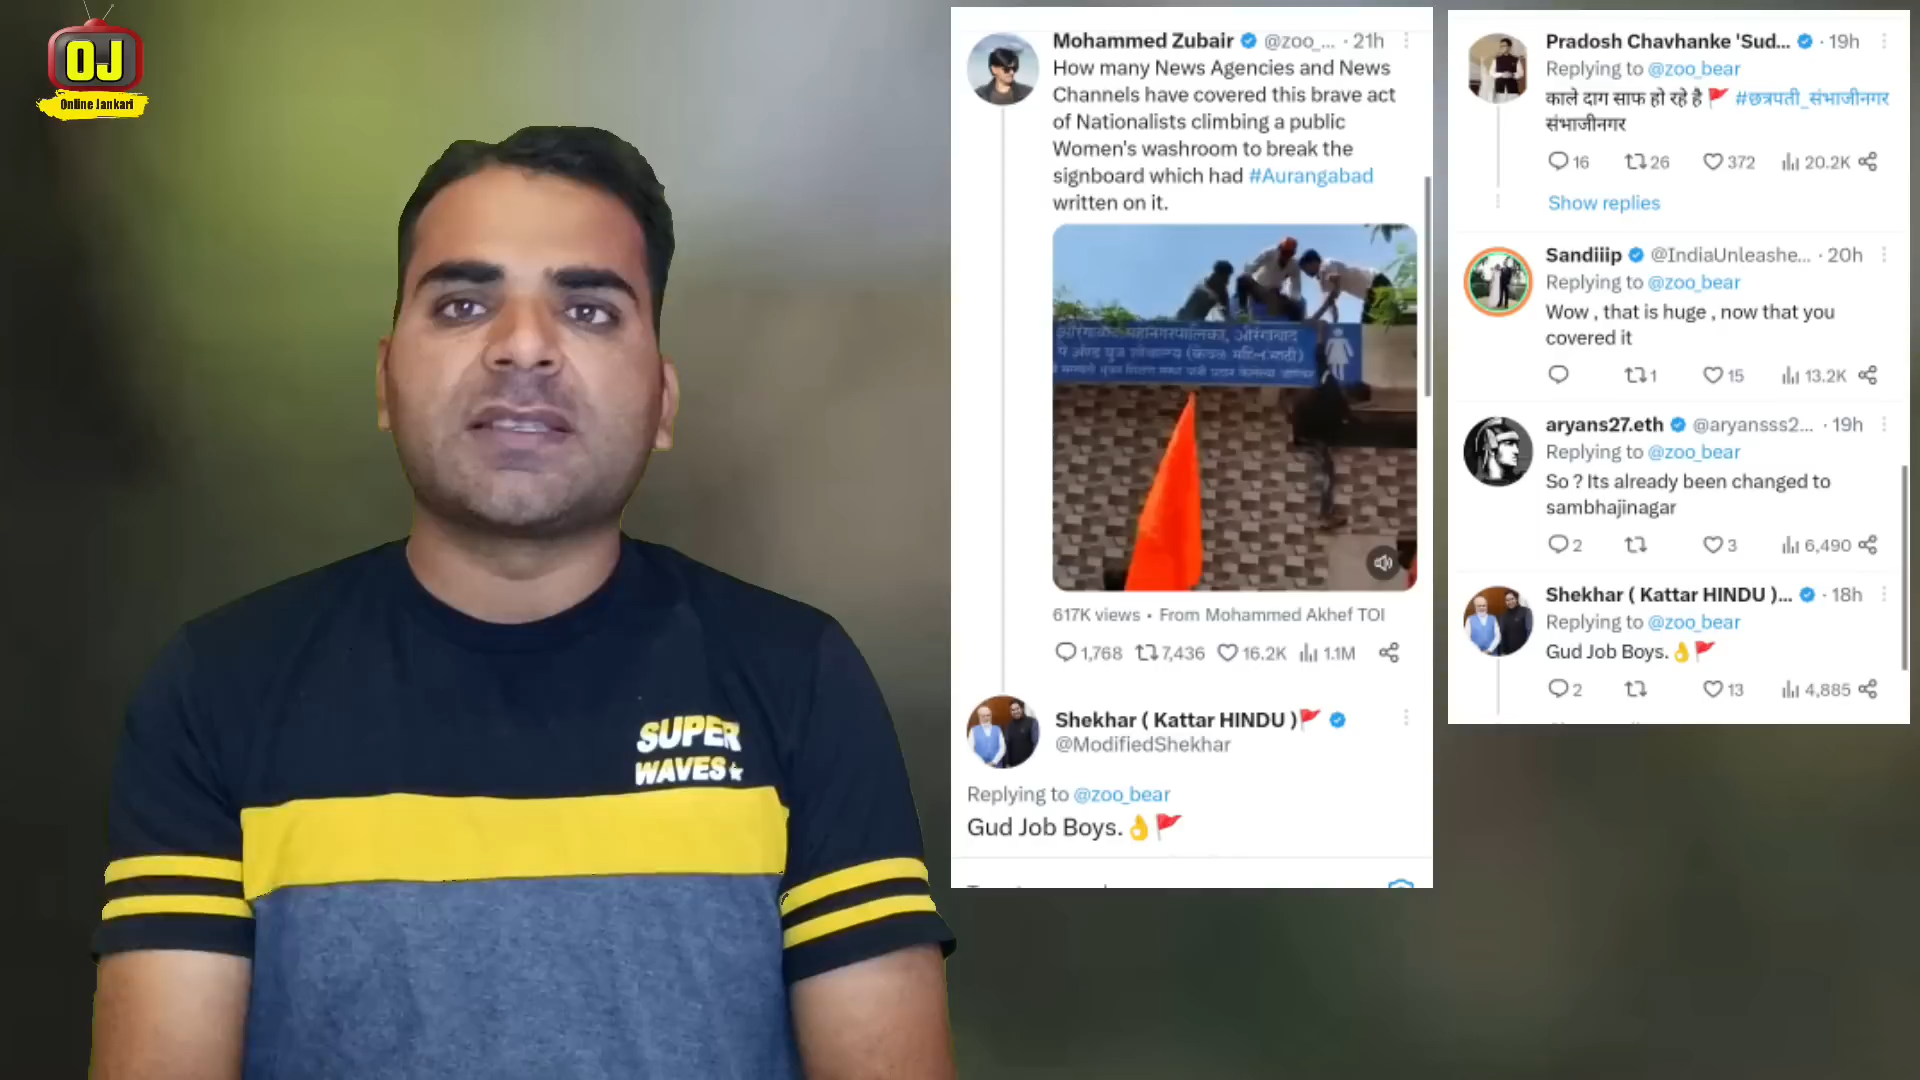 OJ
Online Jankari
SUPER
WAVES
Mohammed Zubair @zoo_... · 21h
How many News Agencies and News
Channels have covered this brave act
of Nationalists climbing a public
Women's washroom to break the
signboard which had #Aurangabad
written on it.
महानगरपालिका, औरंगाबाद
617K views • From Mohammed Akhef TOI
1,768 7,436 16.2K 1.1M
Shekhar ( Kattar HINDU )🚩
@ModifiedShekhar
Replying to @zoo_bear
Gud Job Boys.👌🚩
Pradosh Chavhanke 'Sud... · 19h
Replying to @zoo_bear
काले दाग साफ हो रहे है 🚩 #छत्रपती_संभाजीनगर
संभाजीनगर
16 26 372 20.2K
Show replies
Sandiiip @IndiaUnleashe... · 20h
Replying to @zoo_bear
Wow , that is huge , now that you
covered it
1 15 13.2K
aryans27.eth @aryansss2... · 19h
Replying to @zoo_bear
So ? Its already been changed to
sambhajinagar
2 3 6,490
Shekhar ( Kattar HINDU )... · 18h
Replying to @zoo_bear
Gud Job Boys.👌🚩
2 13 4,885